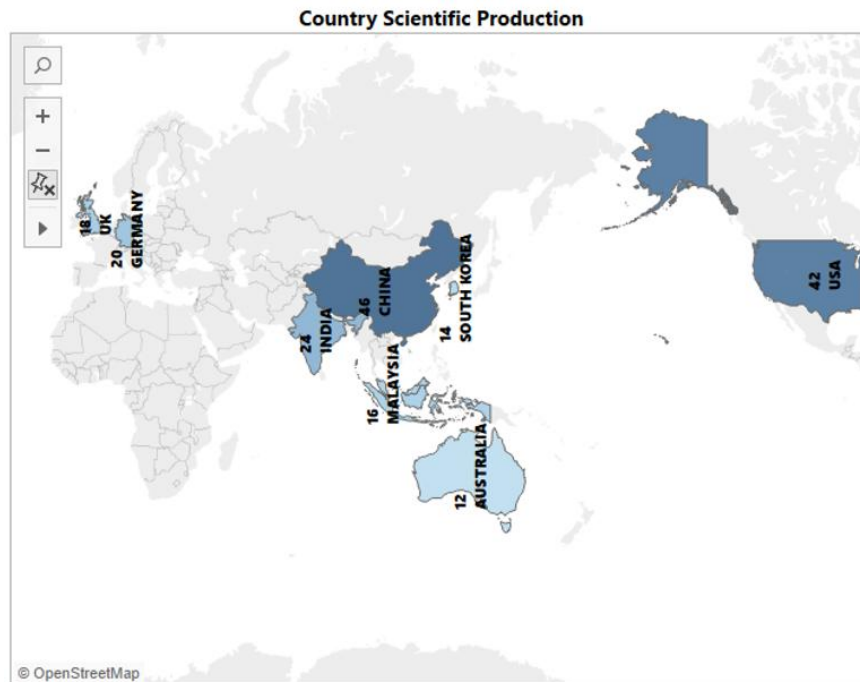 Country Scientific Production
18
UK
20
GERMANY
46
CHINA
14
SOUTH KOREA
24
INDIA
42
USA
16
MALAYSIA
12
AUSTRALIA
© OpenStreetMap